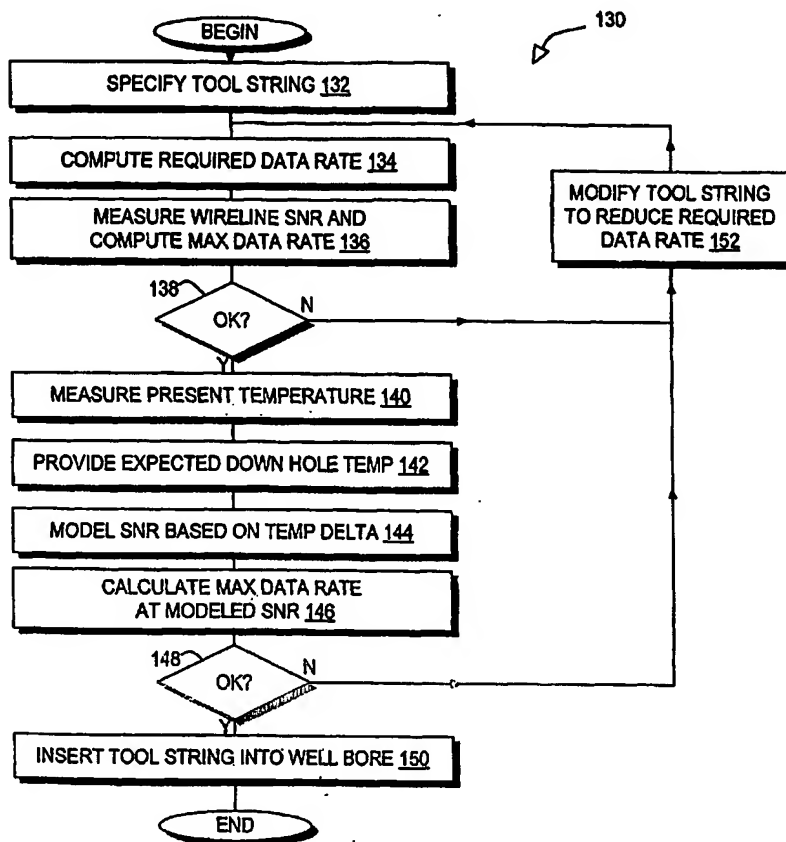 BEGIN
130
SPECIFY TOOL STRING 132
COMPUTE REQUIRED DATA RATE 134
MEASURE WIRELINE SNR AND
COMPUTE MAX DATA RATE 136
MODIFY TOOL STRING
TO REDUCE REQUIRED
DATA RATE 152
138
OK?
N
Y
MEASURE PRESENT TEMPERATURE 140
PROVIDE EXPECTED DOWN HOLE TEMP 142
MODEL SNR BASED ON TEMP DELTA 144
CALCULATE MAX DATA RATE
AT MODELED SNR 146
148
OK?
N
Y
INSERT TOOL STRING INTO WELL BORE 150
END